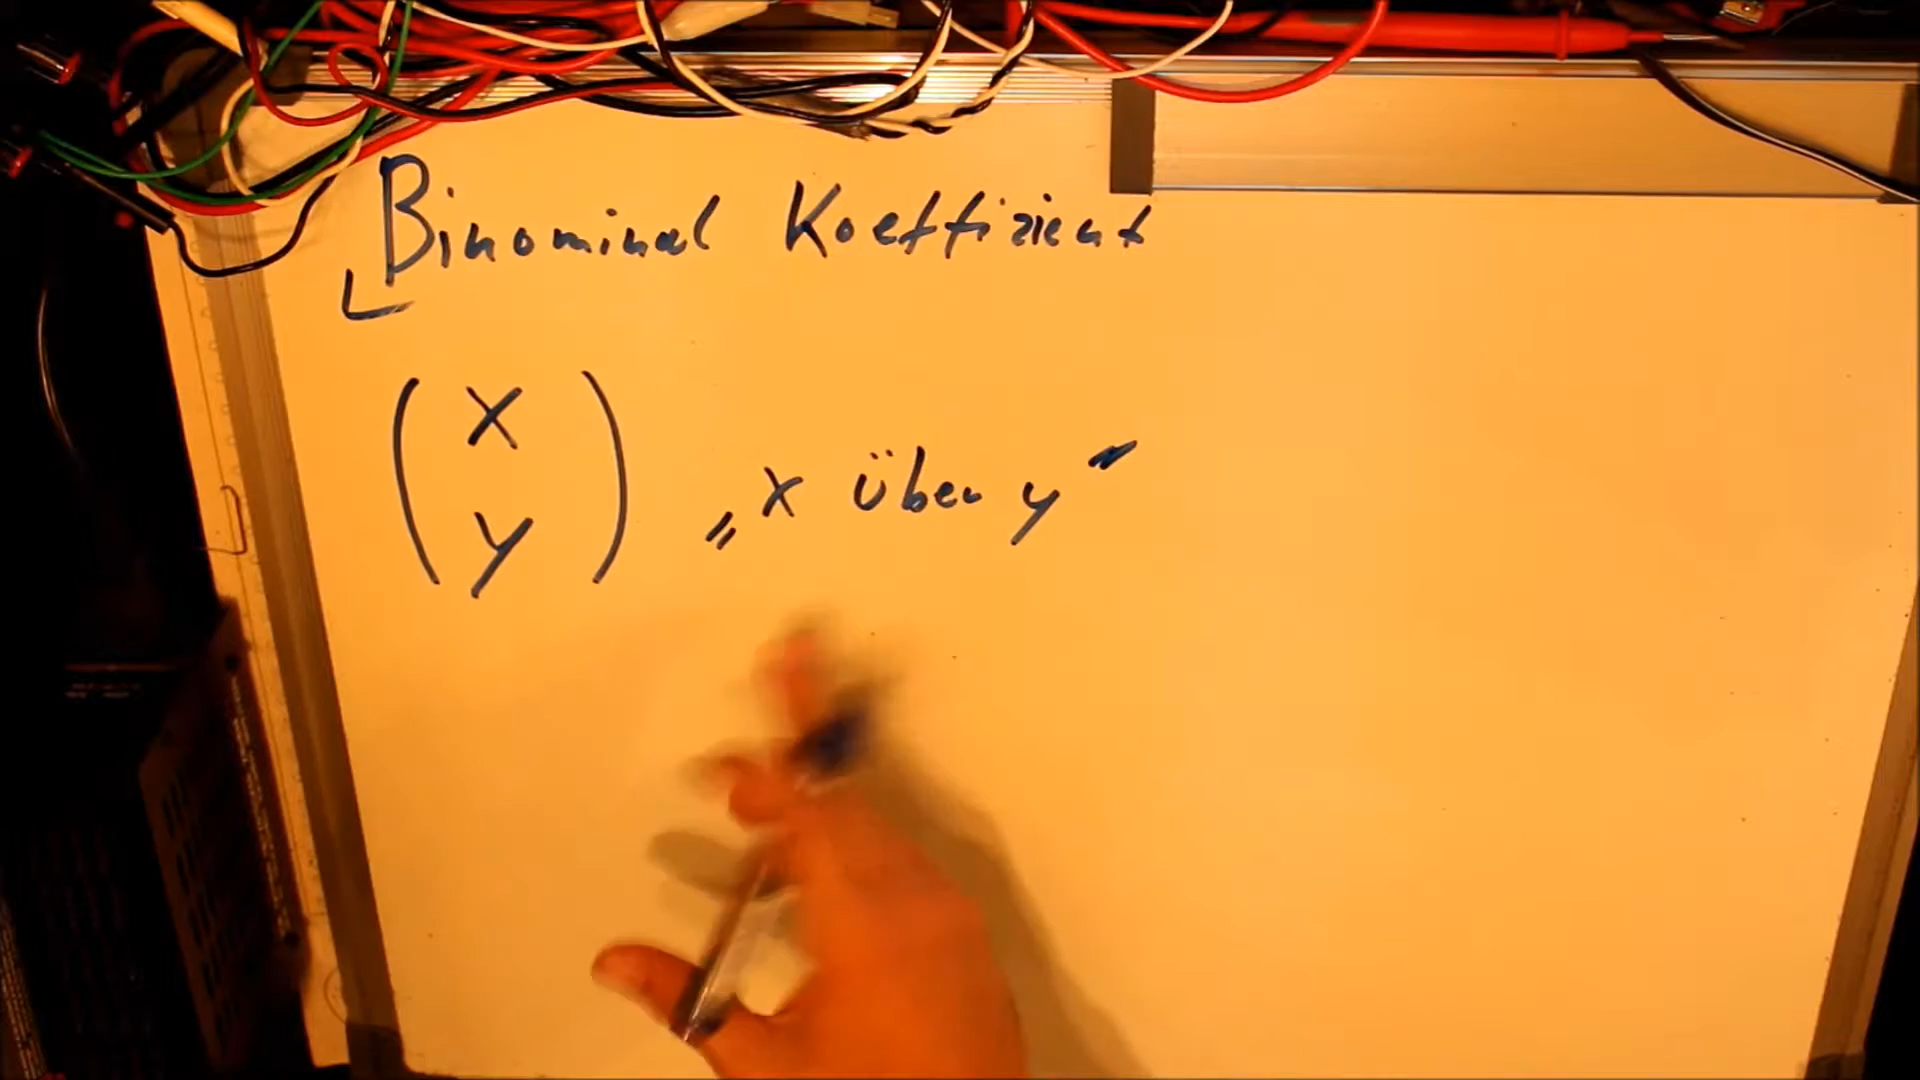 Binominal Koeffizient
( x
y ) „x über y“